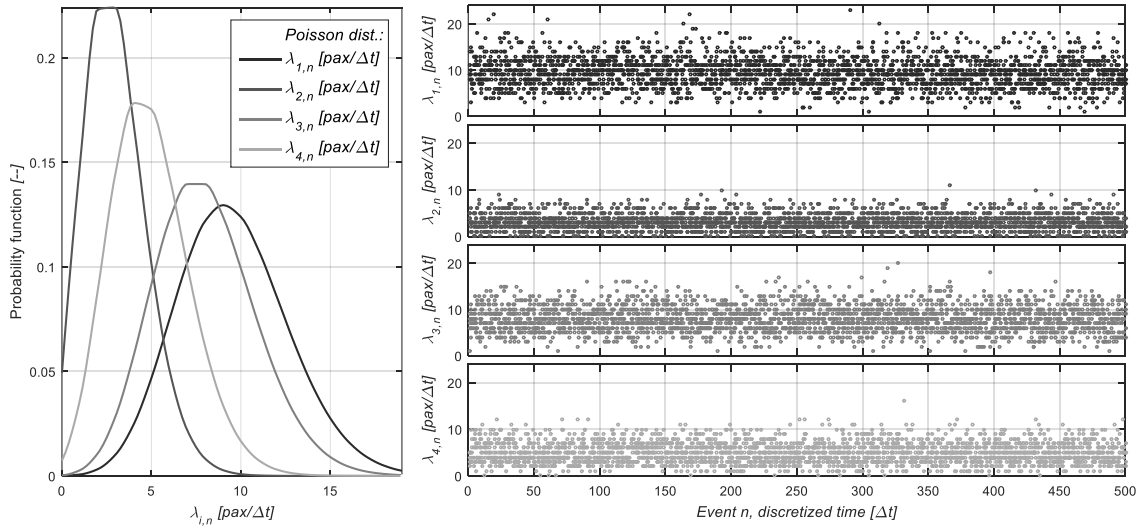 Probability function [--]
0.2
0.15
0.1
0.05
0
0 5 10 15
λi,n [pax/Δt]
Poisson dist.:
λ1,n [pax/Δt]
λ2,n [pax/Δt]
λ3,n [pax/Δt]
λ4,n [pax/Δt]
λ1,n [pax/Δt]
20
10
0
λ2,n [pax/Δt]
20
10
0
λ3,n [pax/Δt]
20
10
0
λ4,n [pax/Δt]
20
10
0
0 50 100 150 200 250 300 350 400 450 500
Event n, discretized time [Δt]